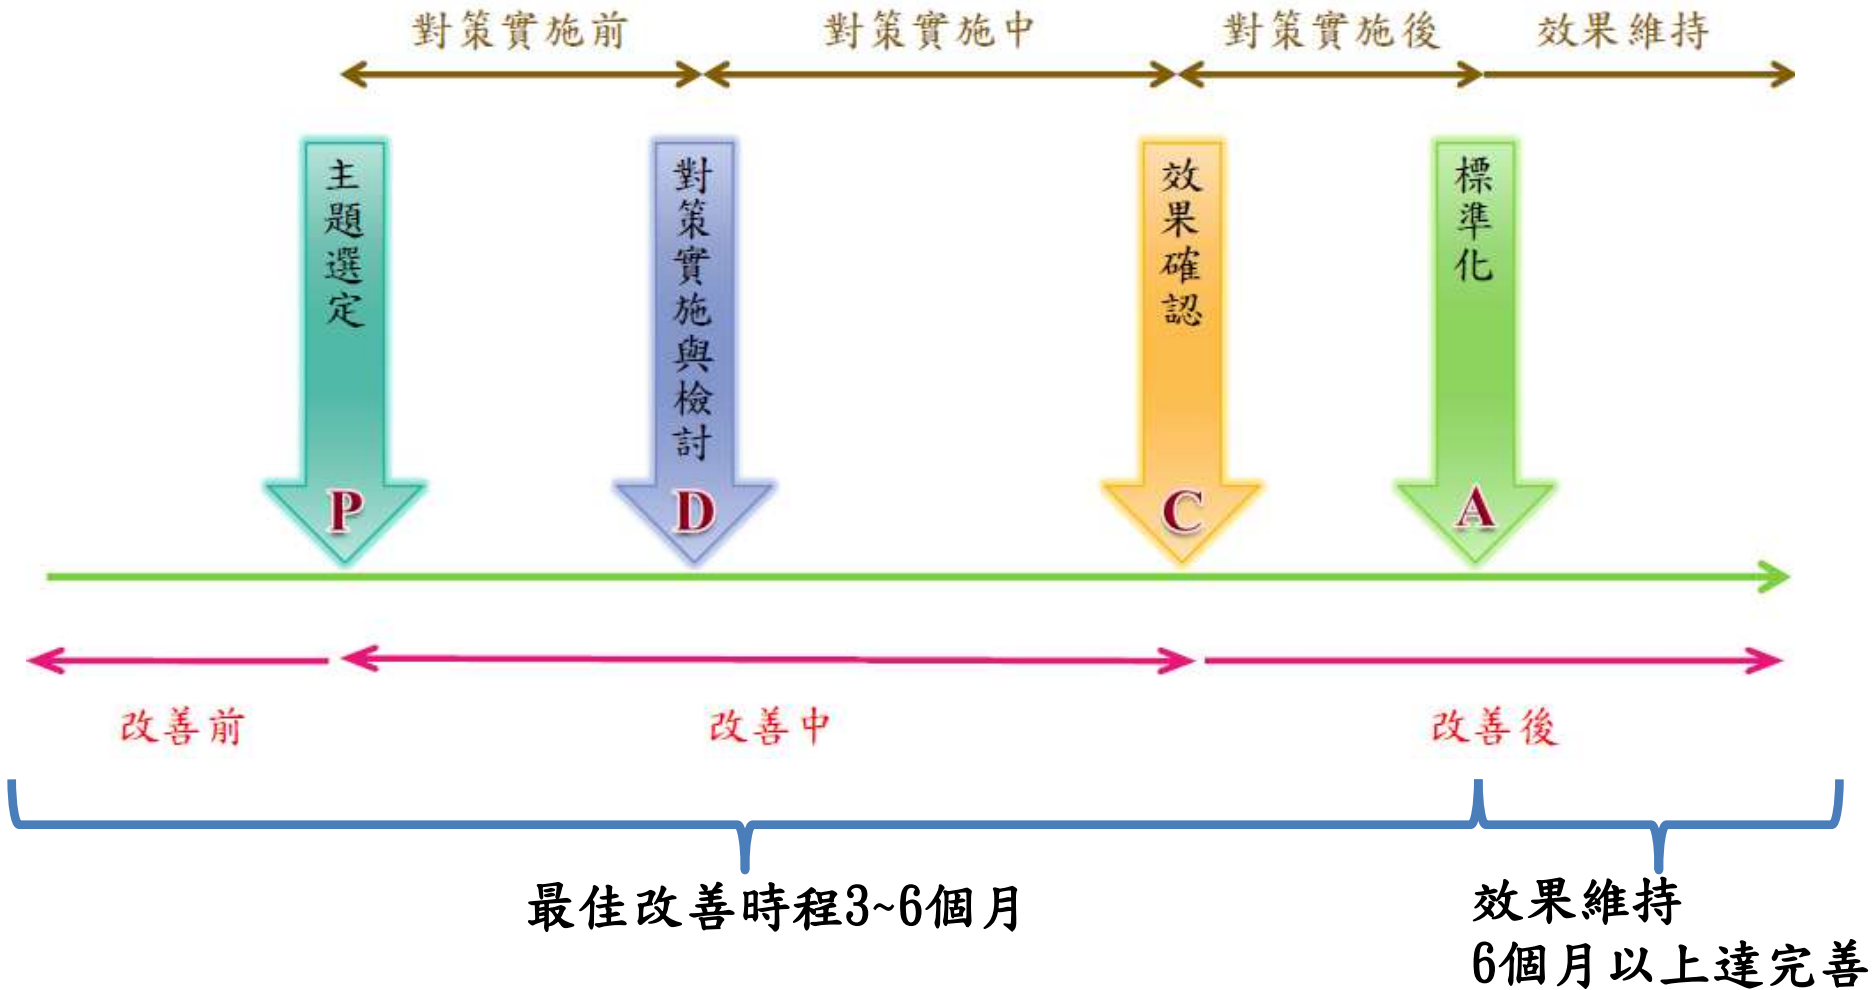 對策實施前
對策實施中
對策實施後
效果維持
主題選定
對策實施與檢討
效果確認
標準化
P
D
C
A
改善前
改善中
改善後
最佳改善時程3~6個月
效果維持
6個月以上達完善